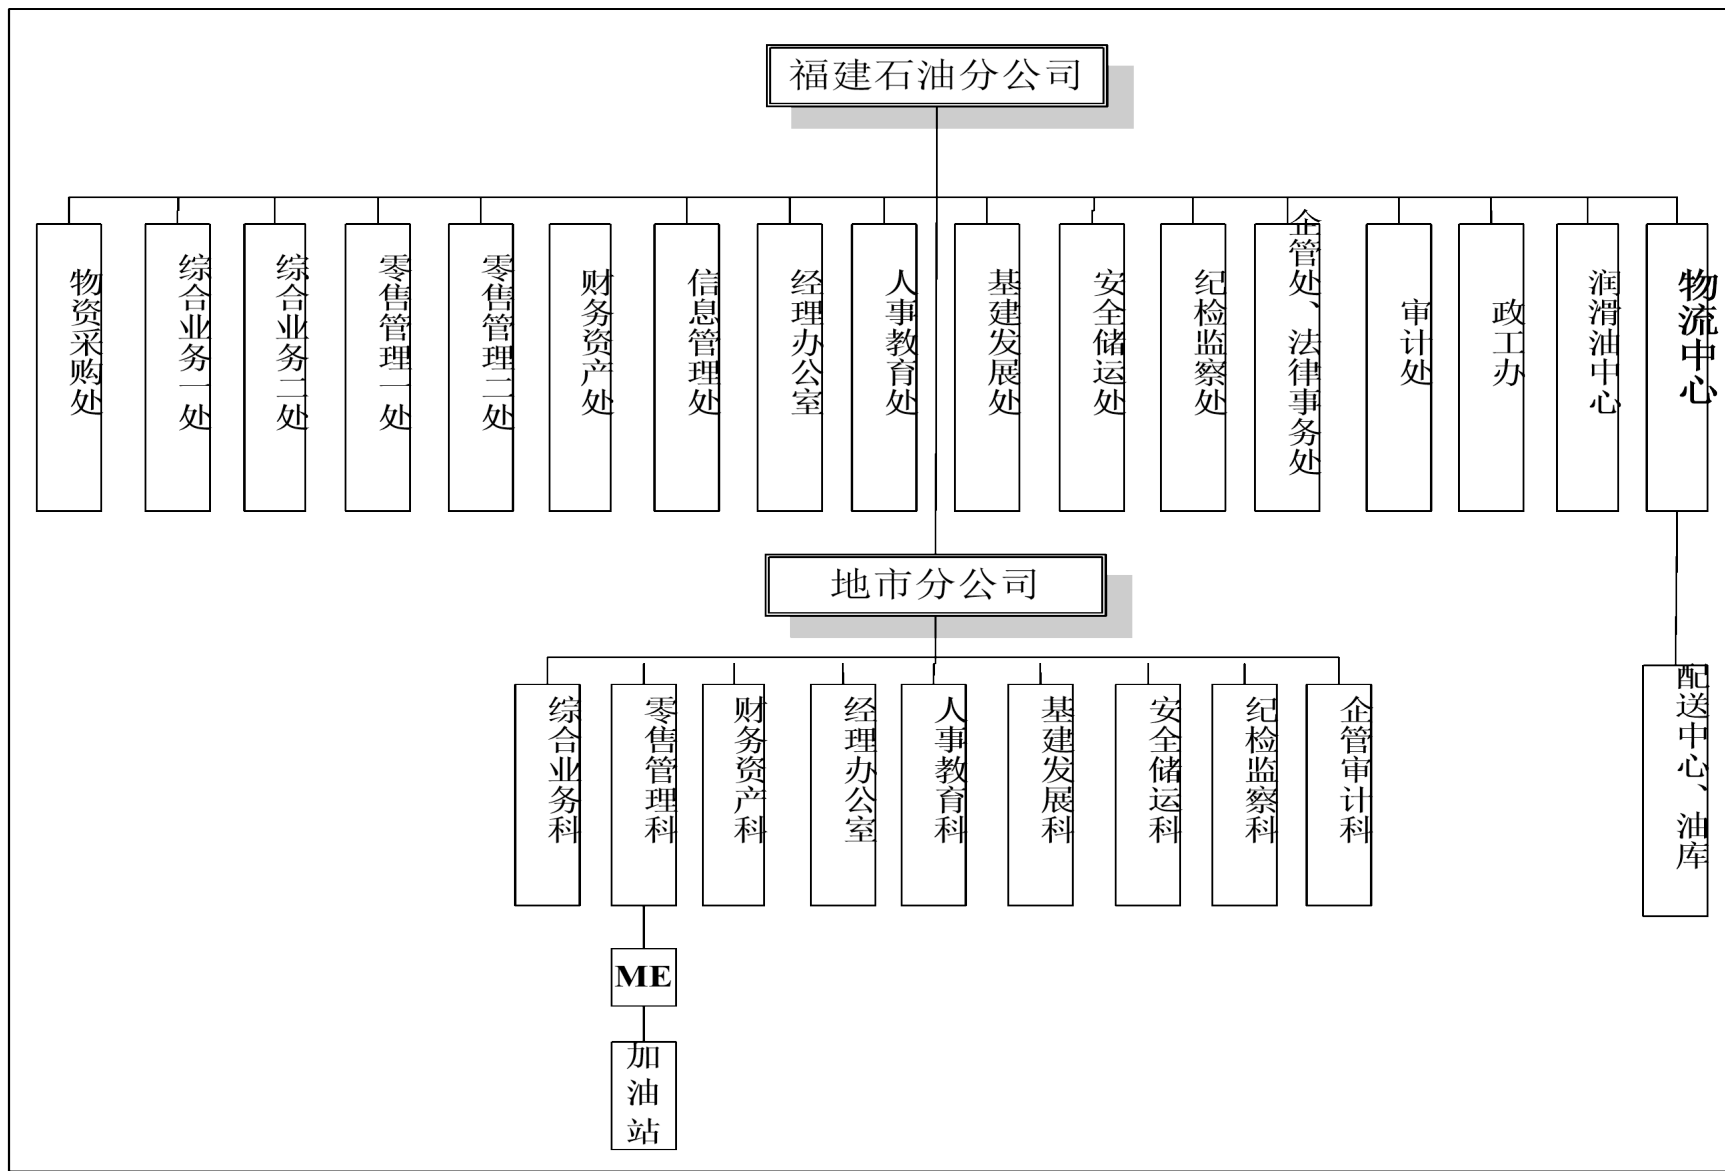 福建石油分公司
物资采购处
综合业务一处
综合业务二处
零售管理一处
零售管理二处
财务资产处
信息管理处
经理办公室
人事教育处
基建发展处
安全储运处
纪检监察处
企管处、法律事务处
审计处
政工办
润滑油中心
物流中心
地市分公司
综合业务科
零售管理科
财务资产科
经理办公室
人事教育科
基建发展科
安全储运科
纪检监察科
企管审计科
配送中心、油库
ME
加油站